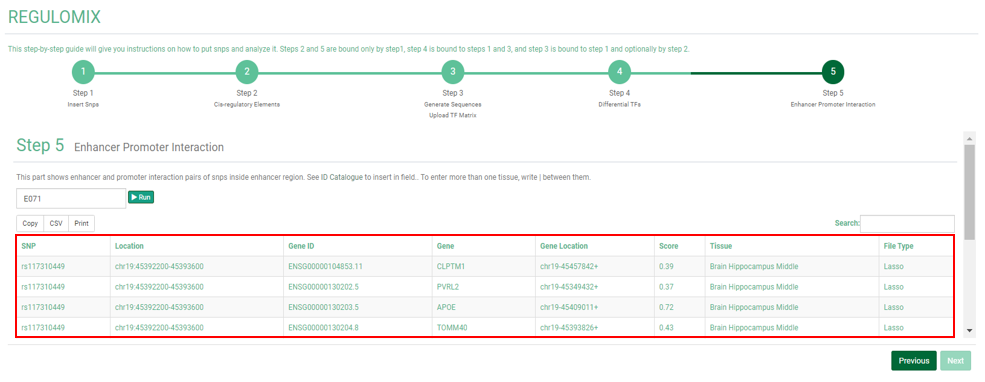 REGULOMIX
This step-by-step guide will give you instructions on how to put snps and analyze it. Steps 2 and 5 are bound only by step1, step 4 is bound to steps 1 and 3, and step 3 is bound to step 1 and optionally by step 2.
1 2 3 4 5
Step 1 Step 2 Step 3 Step 4 Step 5
Insert Snps Cis-regulatory Elements Generate Sequences Differential TFs Enhancer Promoter Interaction
Upload TF Matrix
Step 5 Enhancer Promoter Interaction
This part shows enhancer and promoter interaction pairs of snps inside enhancer region. See ID Catalogue to insert in field.. To enter more than one tissue, write | between them.
E071 Run
Copy CSV Print Search:
SNP Location Gene ID Gene Gene Location Score Tissue File Type
rs117310449 chr19:45392200-45393600 ENSG00000104853.11 CLPTM1 chr19-45457842+ 0.39 Brain Hippocampus Middle Lasso
rs117310449 chr19:45392200-45393600 ENSG00000130202.5 PVRL2 chr19-45349432+ 0.37 Brain Hippocampus Middle Lasso
rs117310449 chr19:45392200-45393600 ENSG00000130203.5 APOE chr19-45409011+ 0.72 Brain Hippocampus Middle Lasso
rs117310449 chr19:45392200-45393600 ENSG00000130204.8 TOMM40 chr19-45393826+ 0.43 Brain Hippocampus Middle Lasso
Previous Next